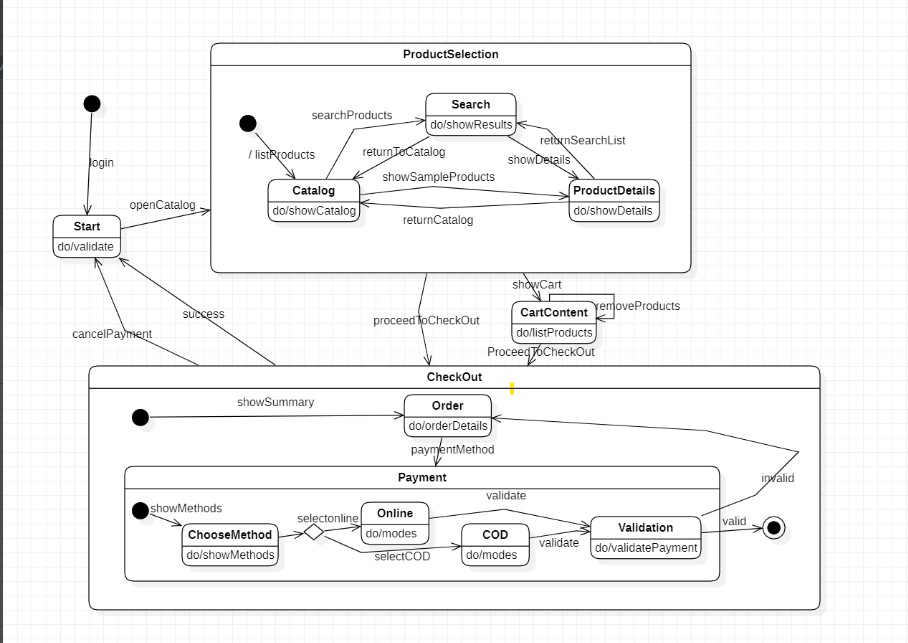 ProductSelection
Search
do/showResults
searchProducts
returnSearchList
login
/ listProducts
returnToCatalog
showDetails
showSampleProducts
Catalog
do/showCatalog
ProductDetails
do/showDetails
openCatalog
returnCatalog
Start
do/validate
showCart
removeProducts
CartContent
do/listProducts
success
proceedToCheckOut
cancelPayment
ProceedToCheckOut
CheckOut
showSummary
Order
do/orderDetails
paymentMethod
Payment
invalid
validate
showMethods
selectonline
Online
do/modes
valid
ChooseMethod
do/showMethods
COD
do/modes
validate
Validation
do/validatePayment
selectCOD